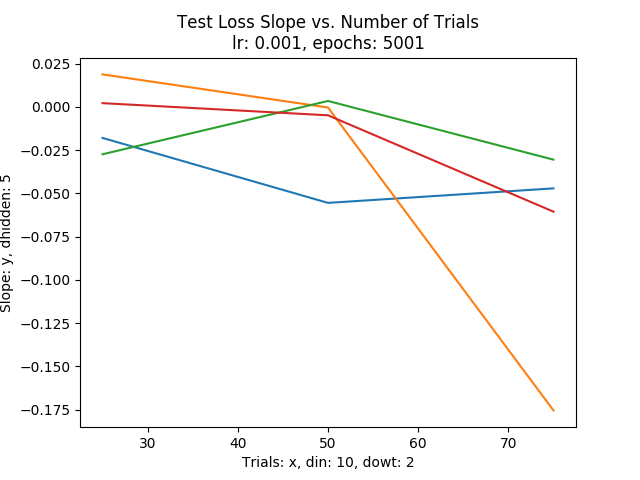 Test Loss Slope vs. Number of Trials
lr: 0.001, epochs: 5001
0.025
0.000
−0.025
−0.050
−0.075
−0.100
−0.125
−0.150
−0.175
Slope: y, dhidden: 5
30 40 50 60 70
Trials: x, din: 10, dowt: 2